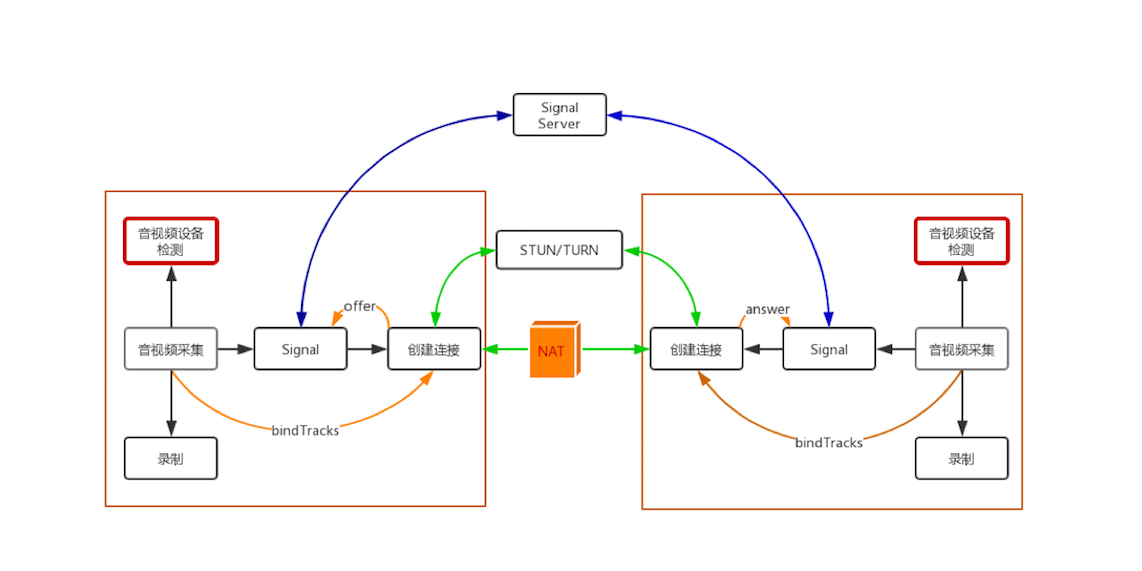 Signal
Server
音视频设备
检测
音视频设备
检测
STUN/TURN
offer
answer
音视频采集
Signal
创建连接
NAT
创建连接
Signal
音视频采集
bindTracks
bindTracks
录制
录制